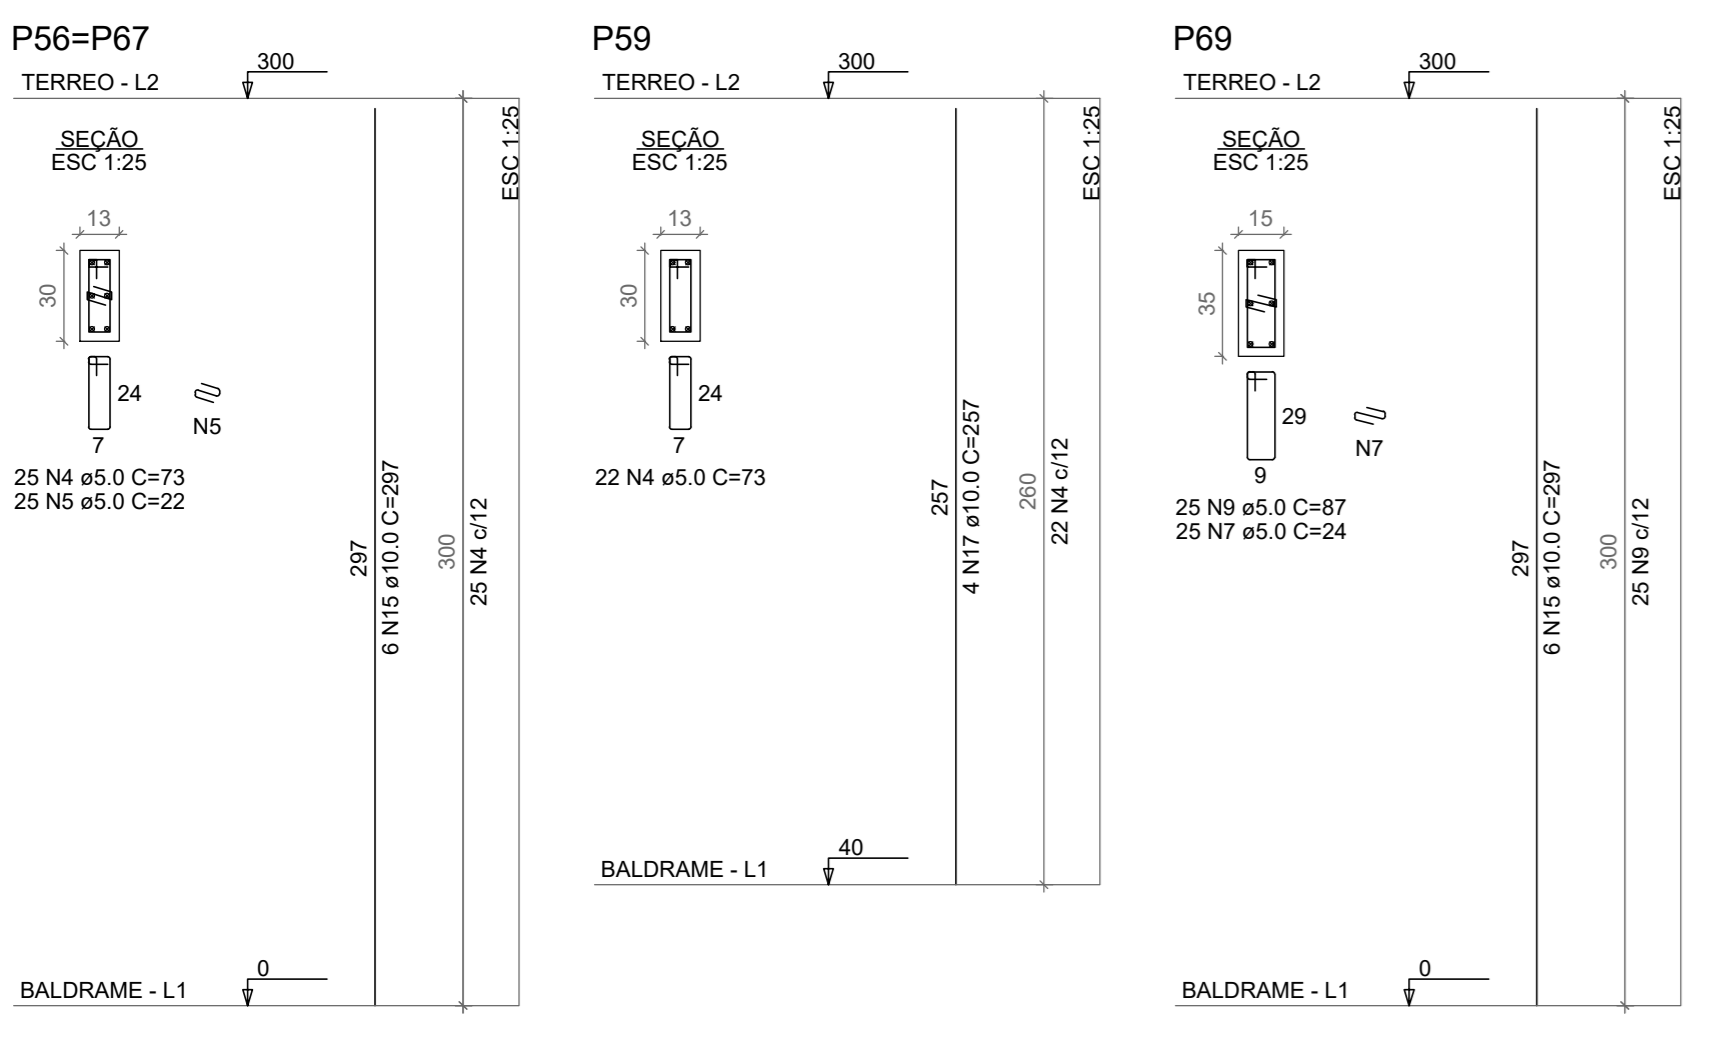 P56=P67
TERREO - L2
300
SEÇÃO
ESC 1:25
ESC 1:25
13
30
24
7
N5
25 N4 ø5.0 C=73
25 N5 ø5.0 C=22
297
6 N15 ø10.0 C=297
300
25 N4 c/12
BALDRAME - L1
0
P59
TERREO - L2
300
SEÇÃO
ESC 1:25
ESC 1:25
13
30
24
7
22 N4 ø5.0 C=73
257
4 N17 ø10.0 C=257
260
22 N4 c/12
BALDRAME - L1
40
P69
TERREO - L2
300
SEÇÃO
ESC 1:25
ESC 1:25
15
35
29
9
N7
25 N9 ø5.0 C=87
25 N7 ø5.0 C=24
297
6 N15 ø10.0 C=297
300
25 N9 c/12
BALDRAME - L1
0